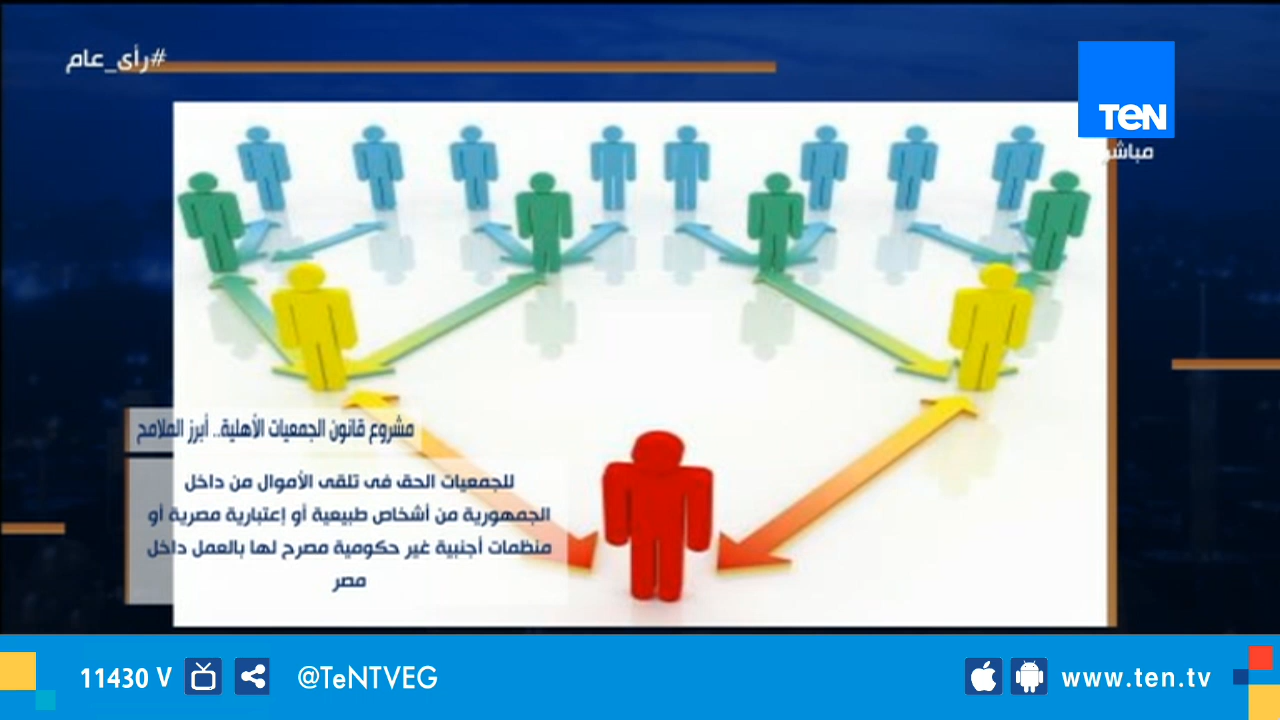 #رأى_عام
TEN
مباشر
مشروع قانون الجمعيات الأهلية.. أبرز الملامح
للجمعيات الحق فى تلقى الأموال من داخل
الجمهورية من أشخاص طبيعية أو إعتبارية مصرية أو
منظمات أجنبية غير حكومية مصرح لها بالعمل داخل
مصر
11430 V
@TeNTVEG
www.ten.tv